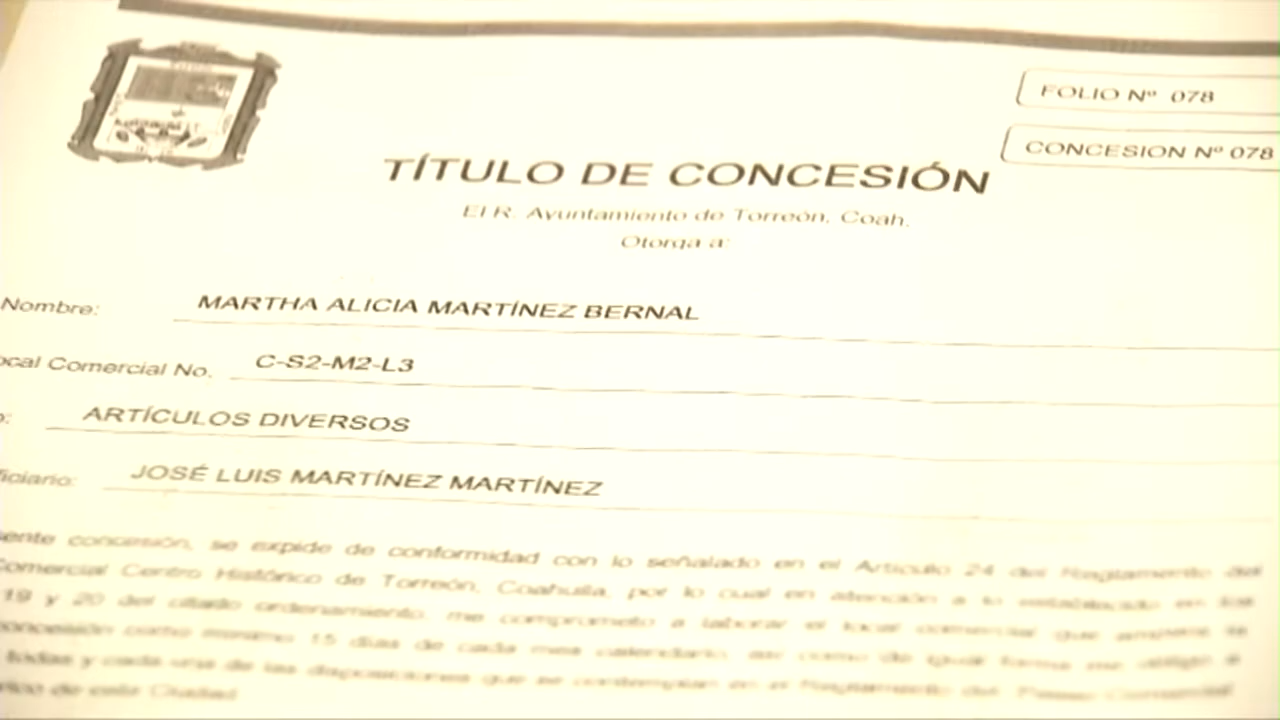 FOLIO Nº 078
CONCESION Nº 078
TÍTULO DE CONCESIÓN
El R. Ayuntamiento de Torreón, Coah.
Otorga a:
Nombre: MARTHA ALICIA MARTÍNEZ BERNAL
ocal Comercial No. C-S2-M2-L3
o: ARTÍCULOS DIVERSOS
ficiario: JOSÉ LUIS MARTÍNEZ MARTÍNEZ
sente concesión, se expide de conformidad con lo señalado en el Artículo 24 del Reglamento del
Comercial Centro Histórico de Torreón, Coahuila, por lo cual en atención a lo establecido en los
19 y 20 del citado ordenamiento, me comprometo a laborar el local comercial que ampara la
oncesión como mínimo 15 días de cada mes calendario, así como de igual forma me obligo a
todas y cada una de las disposiciones que se contemplan en el Reglamento del Paseo Comercial
rico de esta Ciudad